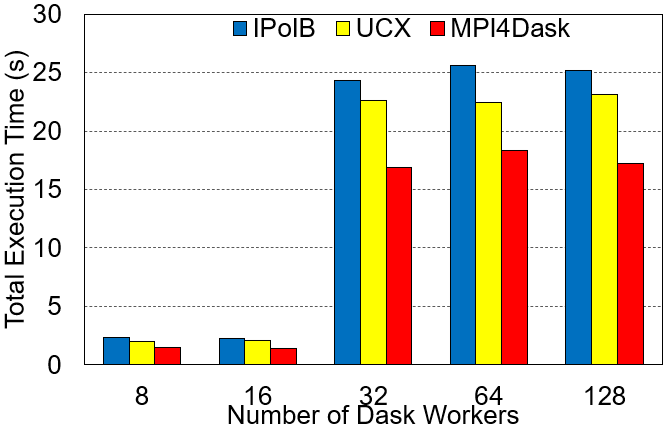 30
IPoIB UCX MPI4Dask
25
20
15
10
5
0
Total Execution Time (s)
8 16 32 64 128
Number of Dask Workers